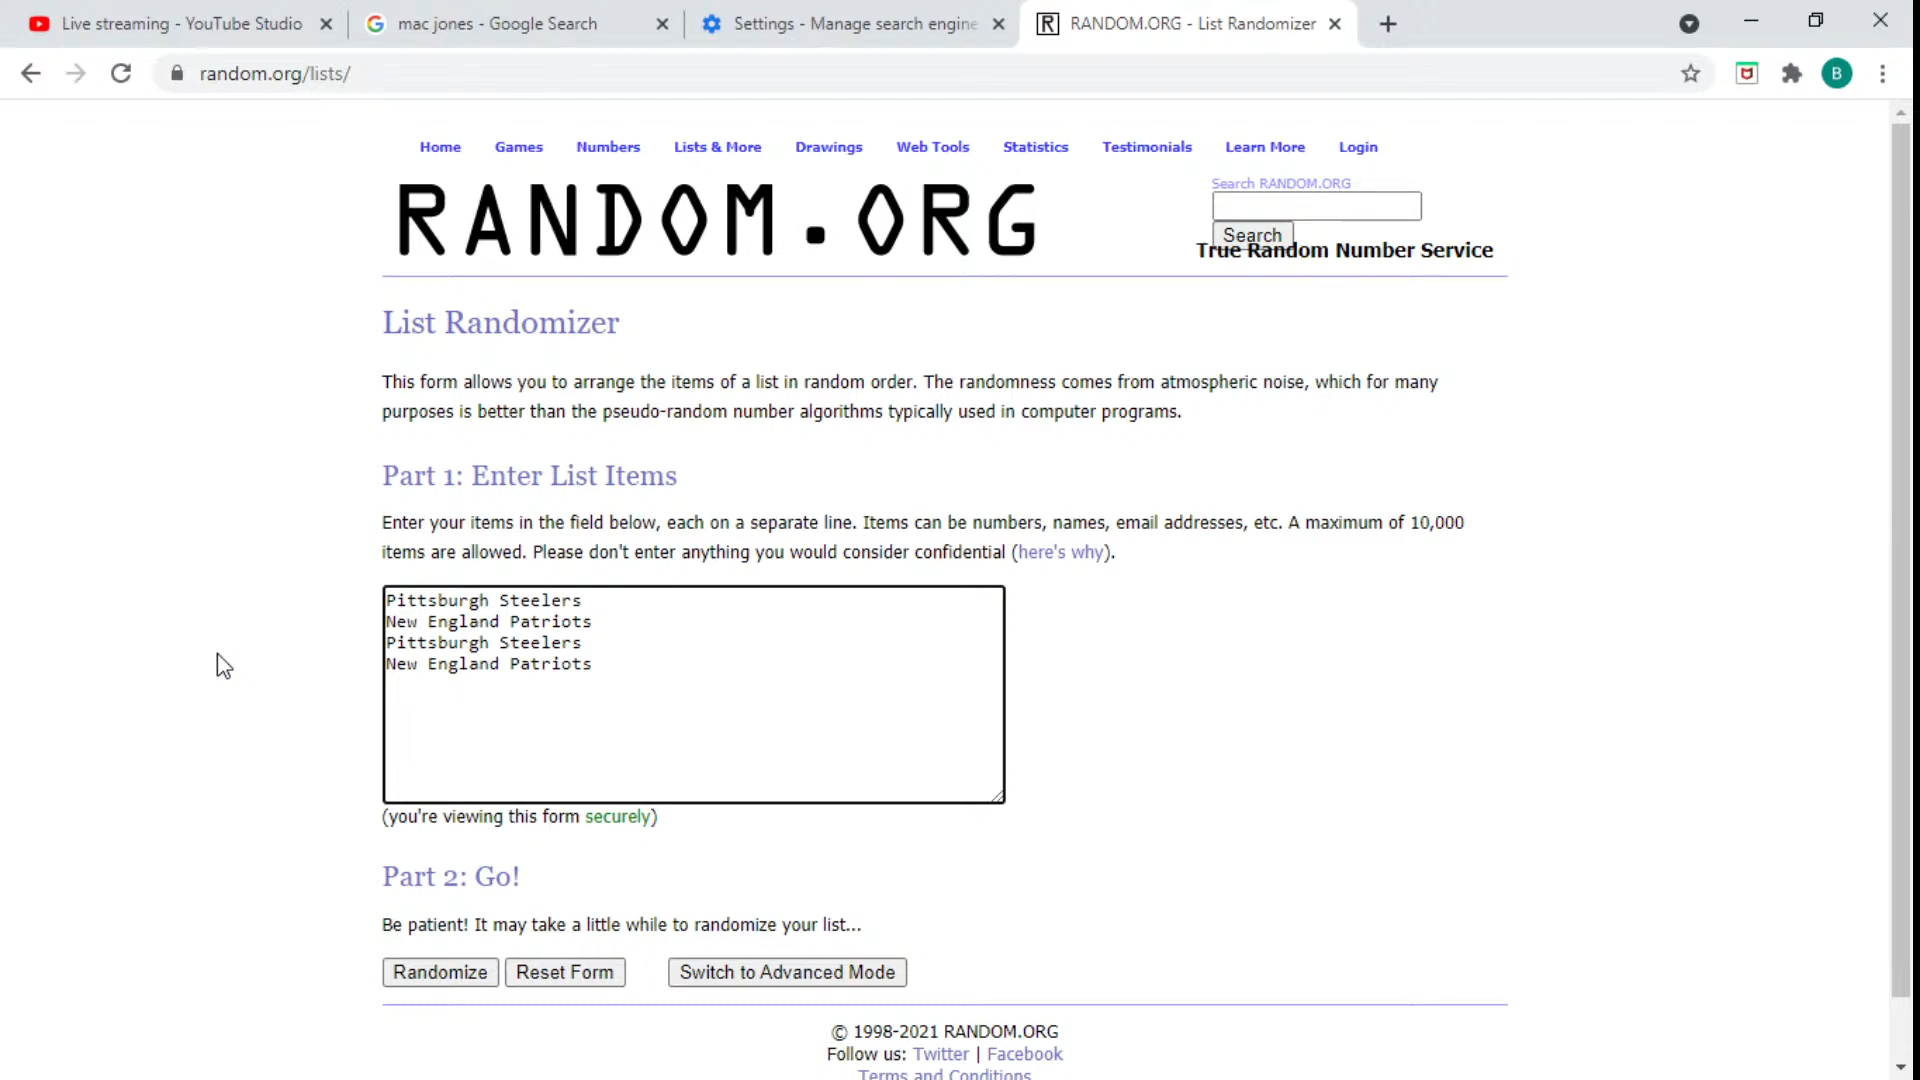 Live streaming - YouTube Studio
mac jones - Google Search
Settings - Manage search engine
RANDOM.ORG - List Randomizer
random.org/lists/
B
Home Games Numbers Lists & More Drawings Web Tools Statistics Testimonials Learn More Login
RANDOM.ORG
Search RANDOM.ORG
Search
True Random Number Service
List Randomizer
This form allows you to arrange the items of a list in random order. The randomness comes from atmospheric noise, which for many
purposes is better than the pseudo-random number algorithms typically used in computer programs.
Part 1: Enter List Items
Enter your items in the field below, each on a separate line. Items can be numbers, names, email addresses, etc. A maximum of 10,000
items are allowed. Please don't enter anything you would consider confidential (here's why).
Pittsburgh Steelers
New England Patriots
Pittsburgh Steelers
New England Patriots
(you're viewing this form securely)
Part 2: Go!
Be patient! It may take a little while to randomize your list...
Randomize Reset Form Switch to Advanced Mode
© 1998-2021 RANDOM.ORG
Follow us: Twitter | Facebook
Terms and Conditions